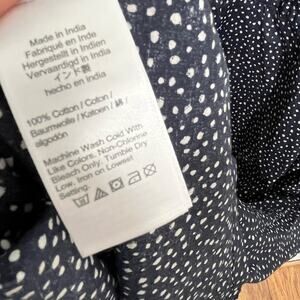 Made in India
Fabriqué en Inde
Hergestellt in Indien
Vervaardigd in India
インド製
hecho en india
100% Cotton / Coton /
Baumwolle / Katoen / 綿 /
algodón
Machine Wash Cold With
Like Colors, Non-Chlorine
Bleach Only, Tumble Dry
Low, Iron on Lowest
Setting.